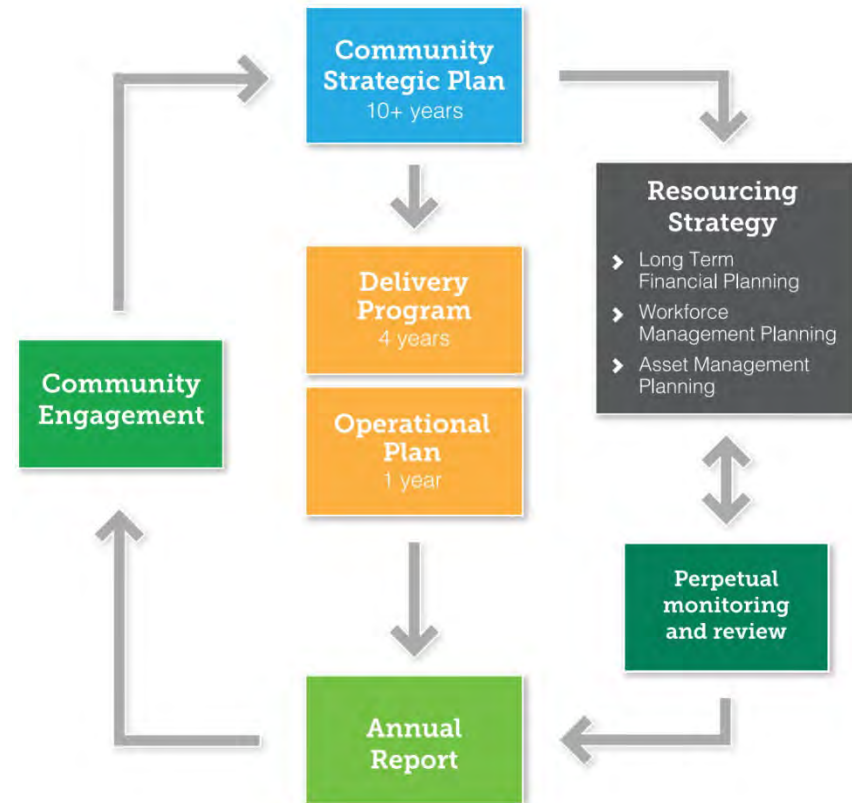 Community
Strategic Plan
10+ years
Resourcing
Strategy
Long Term
Financial Planning
Workforce
Management Planning
Asset Management
Planning
Delivery
Program
4 years
Community
Engagement
Operational
Plan
1 year
Perpetual
monitoring
and review
Annual
Report